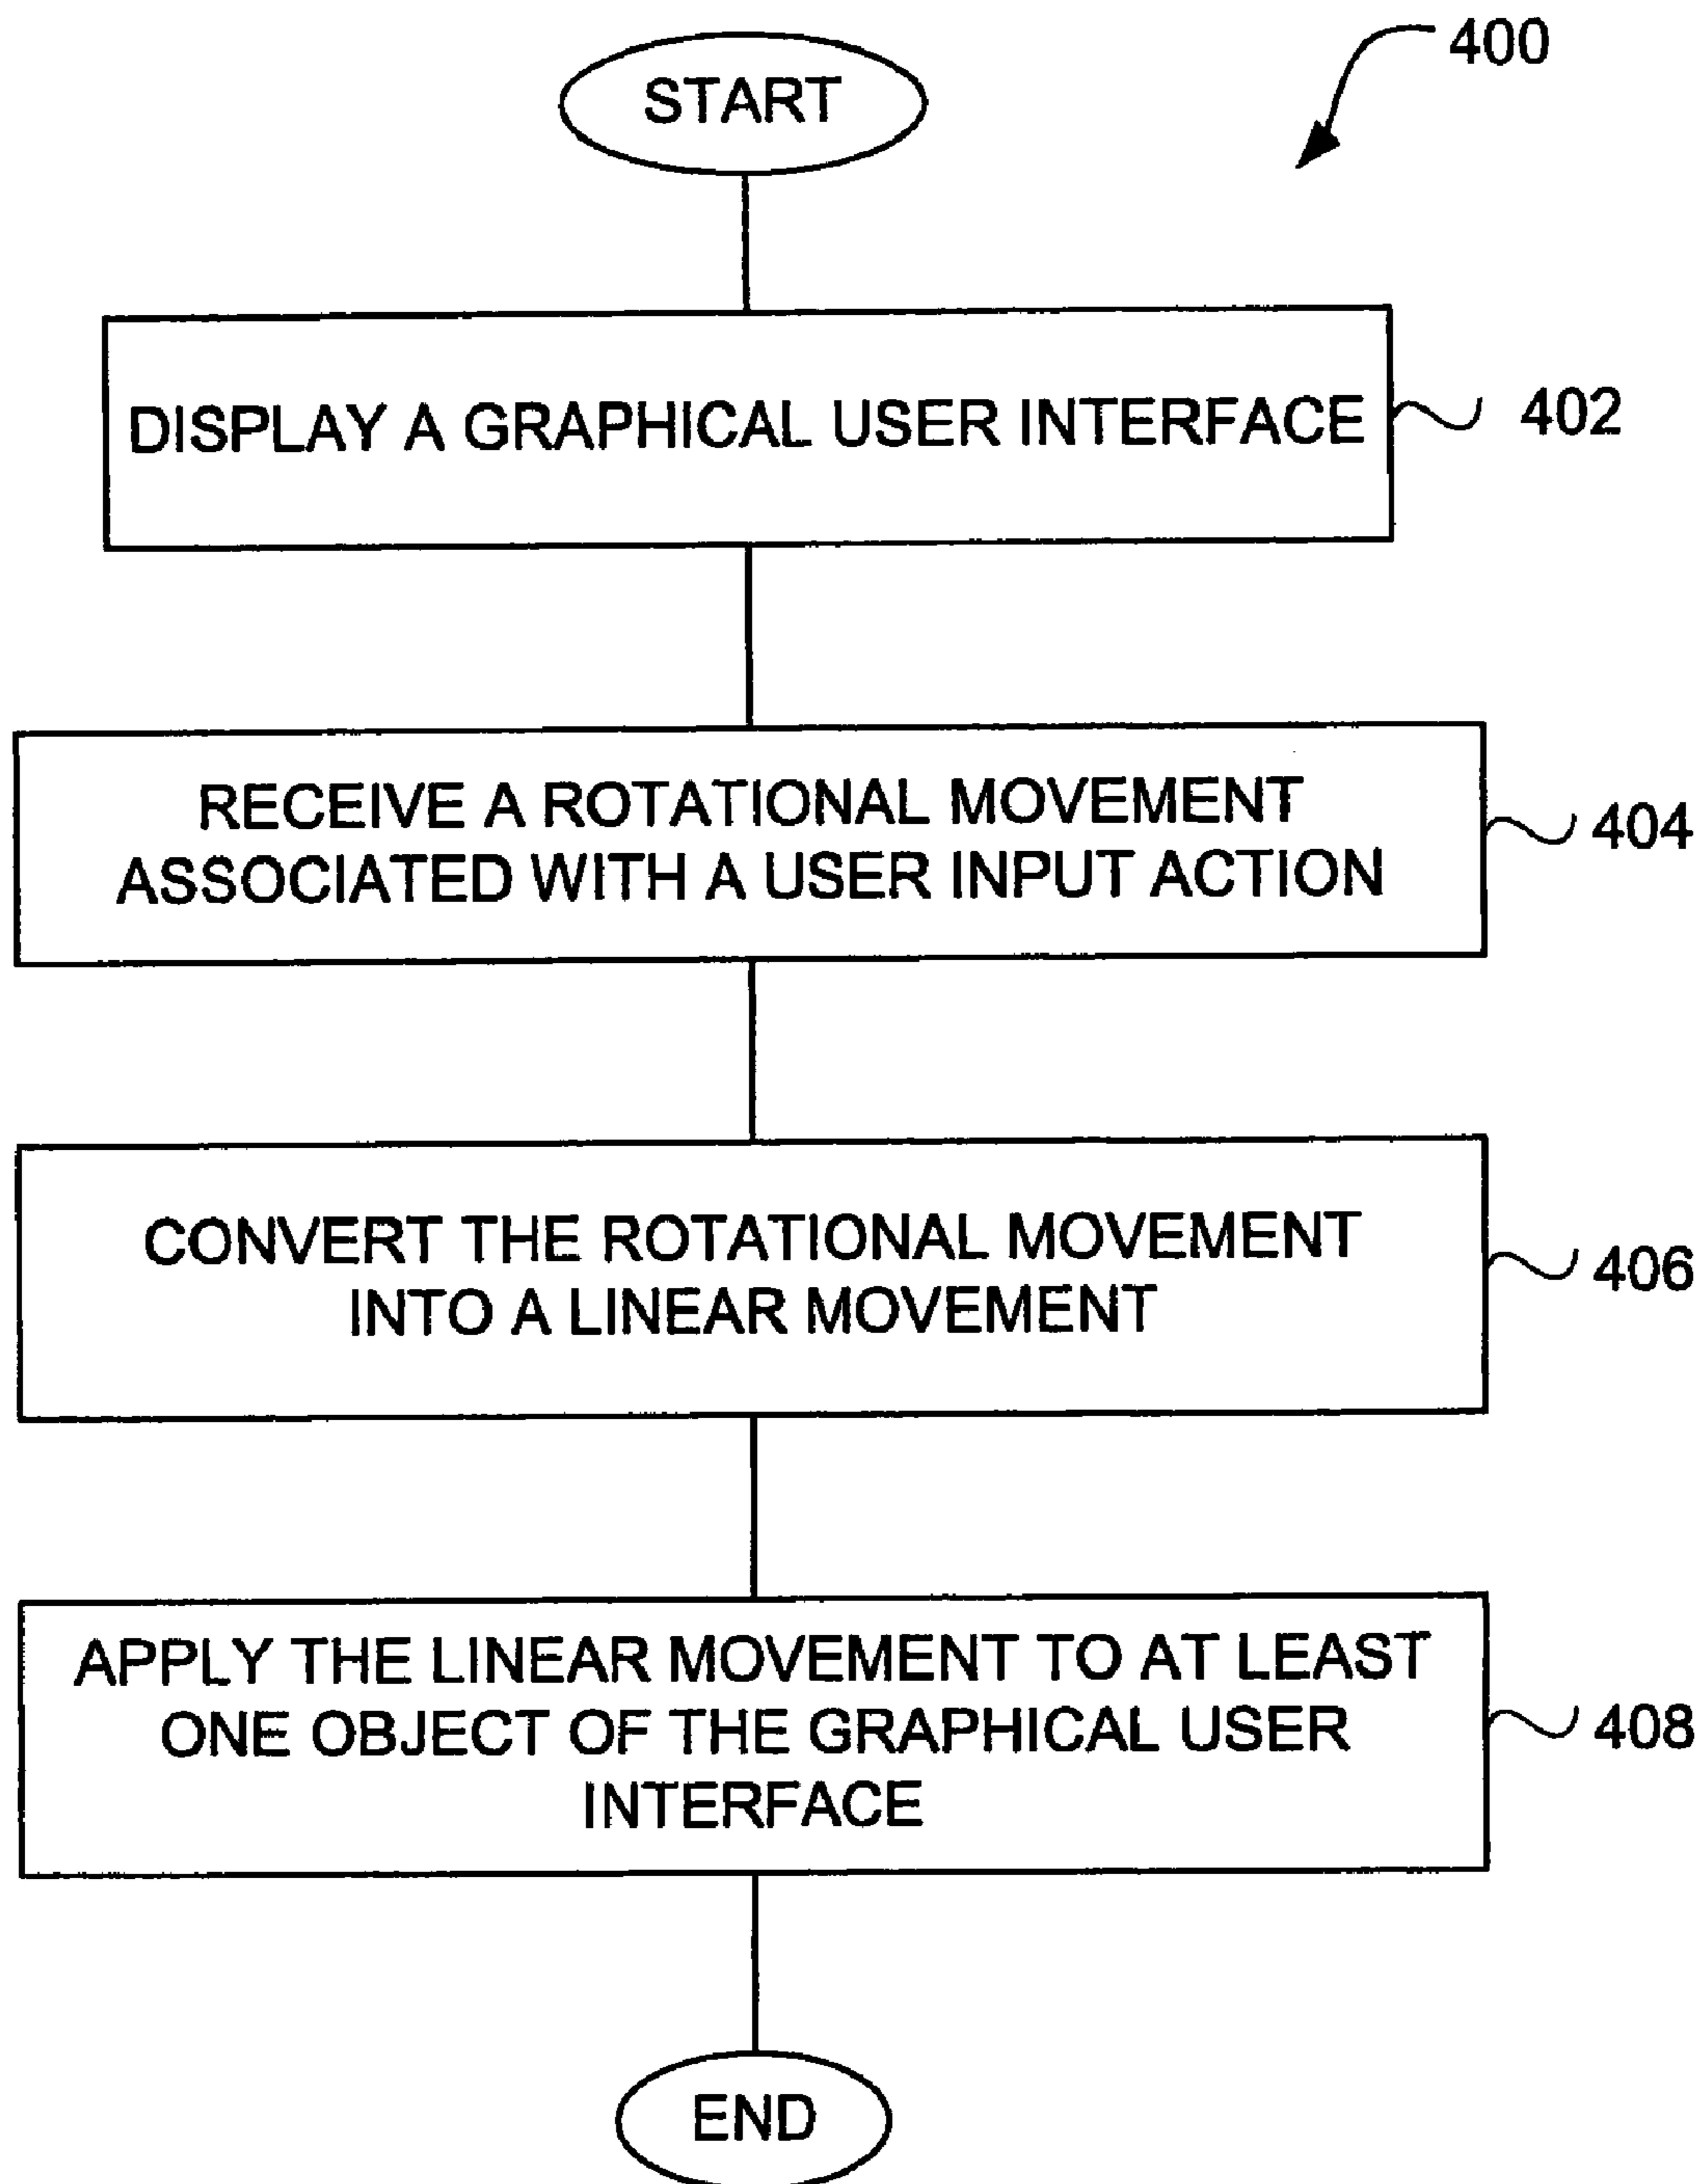 400
START
DISPLAY A GRAPHICAL USER INTERFACE
402
RECEIVE A ROTATIONAL MOVEMENT
ASSOCIATED WITH A USER INPUT ACTION
404
CONVERT THE ROTATIONAL MOVEMENT
INTO A LINEAR MOVEMENT
406
APPLY THE LINEAR MOVEMENT TO AT LEAST
ONE OBJECT OF THE GRAPHICAL USER
INTERFACE
408
END